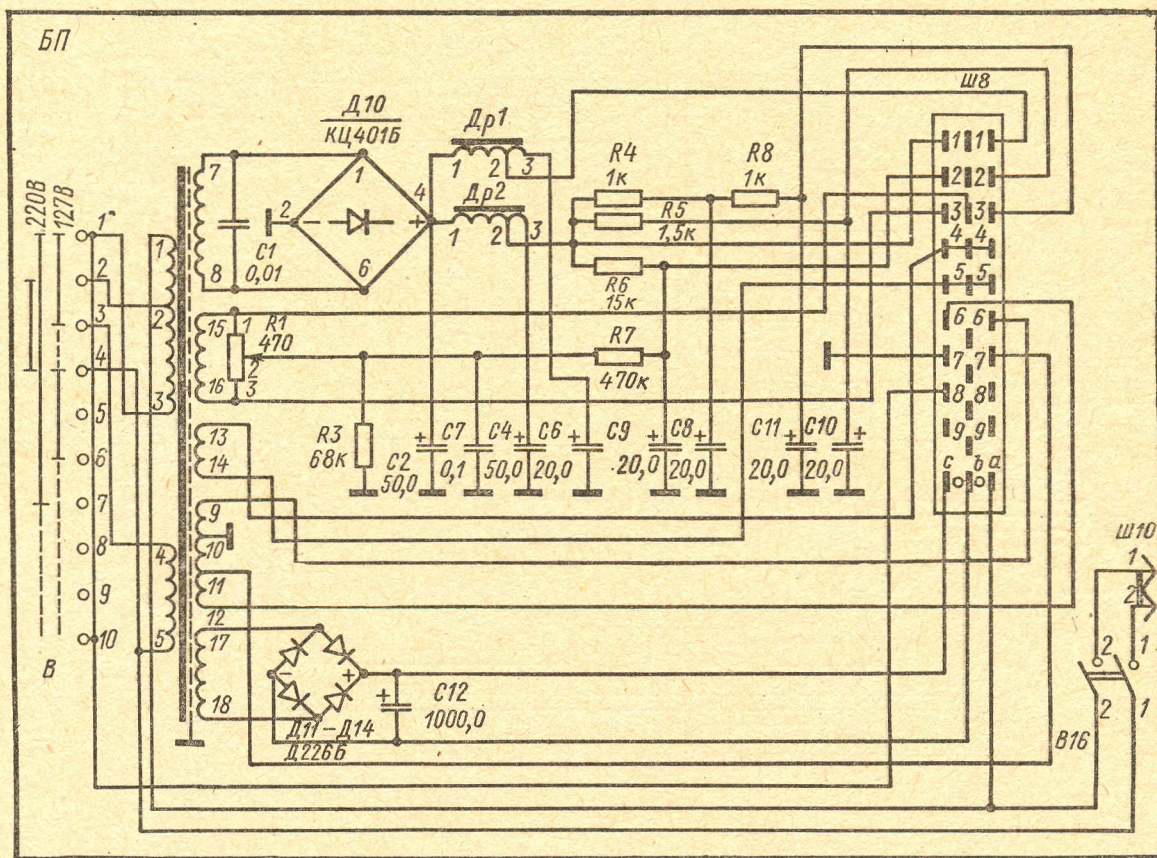 БП
Ш8
Д10
КЦ401Б
Др1
1 2 3
Др2
1 2 3
R4
1к
R8
1к
R5
1,5к
R6
15к
R7
470к
220В
127В
1
2
3
4
5
6
7
8
9
10
В
1
2
3
4
5
7
8
С1
0,01
1
2
4
6
− +
15
16
1
R1
470
2
3
13
14
9
10
11
12
17
18
R3
68к
С2
50,0
С7
0,1
С4
50,0
С6
20,0
С9
20,0
С8
20,0
С11
20,0
С10
20,0
1 1
2 2
3 3
4 4
5 5
6 6
7 7
8 8
9 9
с б а
− +
С12
1000,0
Д11–Д14
Д226Б
Ш10
1
2
2 1
2 1
В16